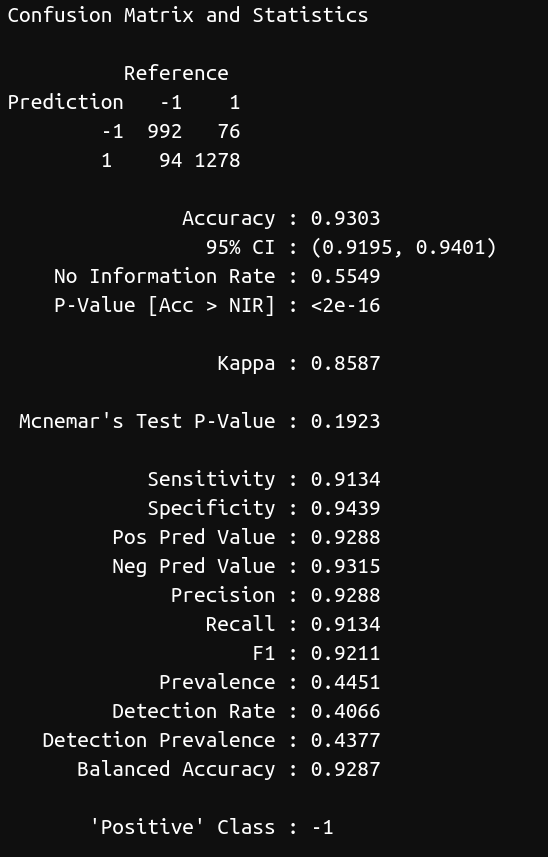 Confusion Matrix and Statistics
Reference
Prediction -1 1
-1 992 76
1 94 1278
Accuracy : 0.9303
95% CI : (0.9195, 0.9401)
No Information Rate : 0.5549
P-Value [Acc > NIR] : <2e-16
Kappa : 0.8587
Mcnemar's Test P-Value : 0.1923
Sensitivity : 0.9134
Specificity : 0.9439
Pos Pred Value : 0.9288
Neg Pred Value : 0.9315
Precision : 0.9288
Recall : 0.9134
F1 : 0.9211
Prevalence : 0.4451
Detection Rate : 0.4066
Detection Prevalence : 0.4377
Balanced Accuracy : 0.9287
'Positive' Class : -1